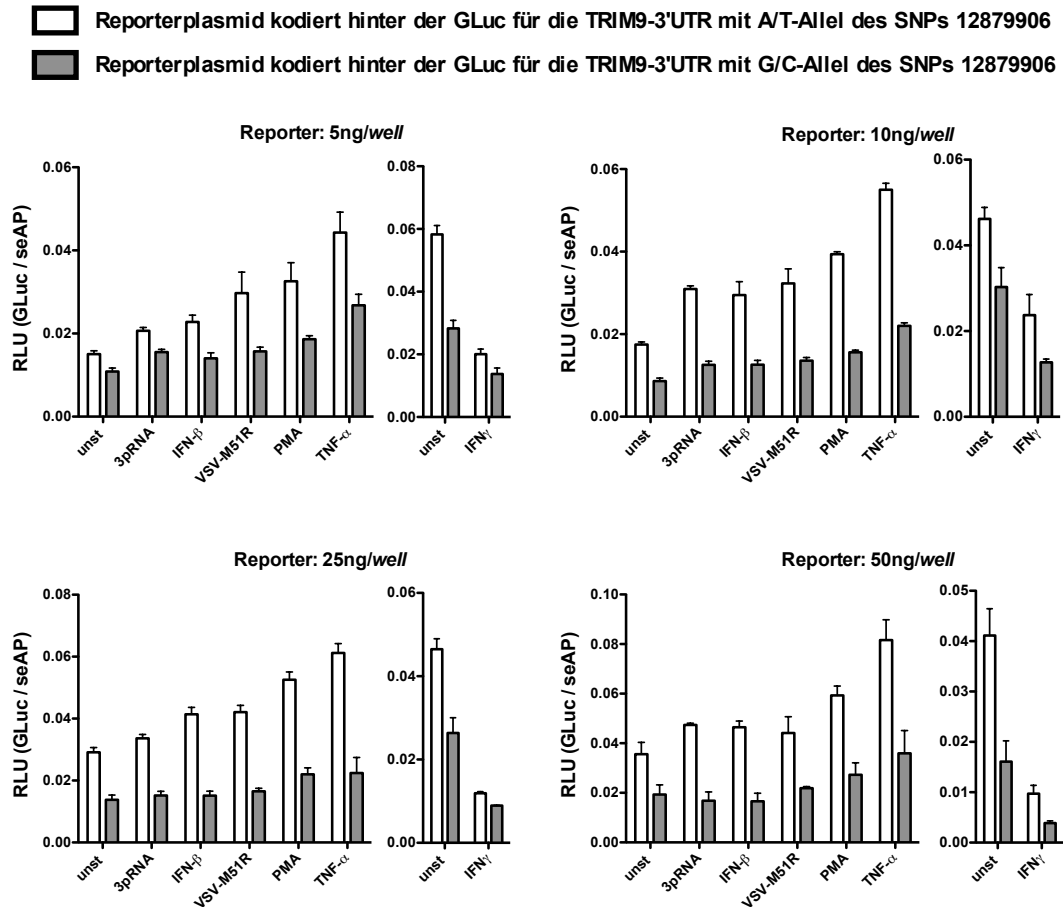 Reporterplasmid kodiert hinter der GLuc für die TRIM9-3'UTR mit A/T-Allel des SNPs 12879906
Reporterplasmid kodiert hinter der GLuc für die TRIM9-3'UTR mit G/C-Allel des SNPs 12879906
Reporter: 5ng/well
RLU (GLuc / seAP)
0.06
0.04
0.02
0.00
unst
3pRNA
IFN-β
VSV-M51R
PMA
TNF-α
0.08
0.06
0.04
0.02
0.00
unst
IFNγ
Reporter: 10ng/well
RLU (GLuc / seAP)
0.06
0.04
0.02
0.00
unst
3pRNA
IFN-β
VSV-M51R
PMA
TNF-α
0.06
0.04
0.02
0.00
unst
IFNγ
Reporter: 25ng/well
RLU (GLuc / seAP)
0.08
0.06
0.04
0.02
0.00
unst
3pRNA
IFN-β
VSV-M51R
PMA
TNF-α
0.06
0.04
0.02
0.00
unst
IFNγ
Reporter: 50ng/well
RLU (GLuc / seAP)
0.10
0.08
0.06
0.04
0.02
0.00
unst
3pRNA
IFN-β
VSV-M51R
PMA
TNF-α
0.05
0.04
0.03
0.02
0.01
0.00
unst
IFNγ